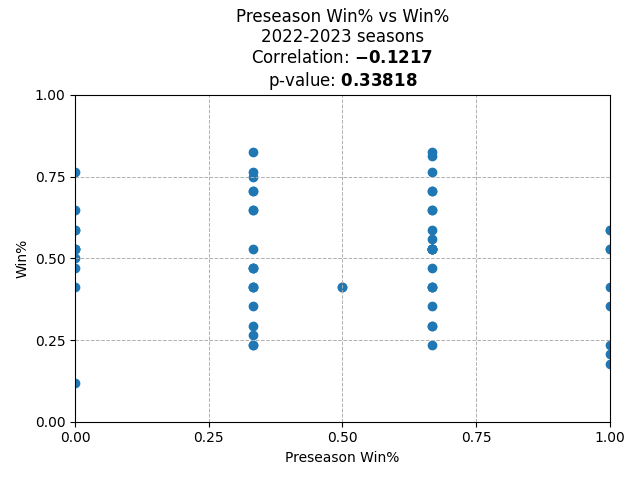 Preseason Win% vs Win%
2022-2023 seasons
Correlation: −0.1217
p-value: 0.33818
1.00
0.75
0.50
0.25
0.00
Win%
0.00 0.25 0.50 0.75 1.00
Preseason Win%